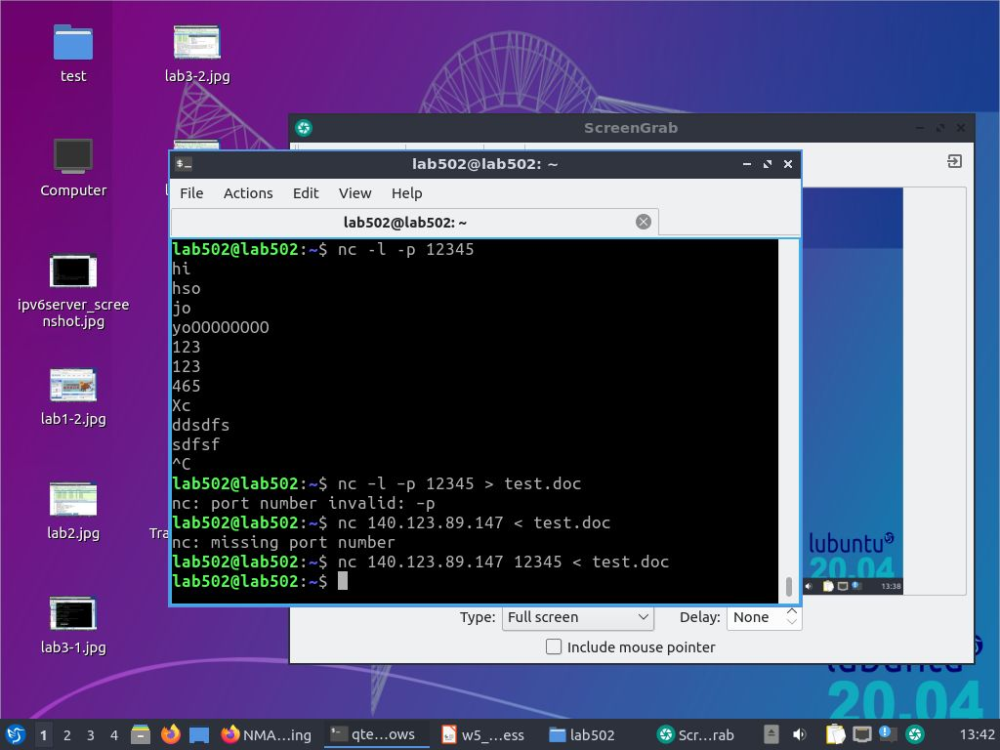 test
lab3-2.jpg
Computer
ipv6server_scree
nshot.jpg
lab1-2.jpg
lab2.jpg
lab3-1.jpg
ScreenGrab
lab502@lab502: ~
File Actions Edit View Help
lab502@lab502: ~
lab502@lab502:~$ nc -l -p 12345
hi
hso
jo
yoOOOOOOOO
123
123
465
Xc
ddsdfs
sdfsf
^C
lab502@lab502:~$ nc -l -p 12345 > test.doc
nc: port number invalid: -p
lab502@lab502:~$ nc 140.123.89.147 < test.doc
nc: missing port number
lab502@lab502:~$ nc 140.123.89.147 12345 < test.doc
lab502@lab502:~$
lubuntu
20.04
13:38
Type: Full screen Delay: None
Include mouse pointer
20.04
1 2 3 4 NMA...ing qte...ows w5_...ess lab502 Scr...rab 13:42